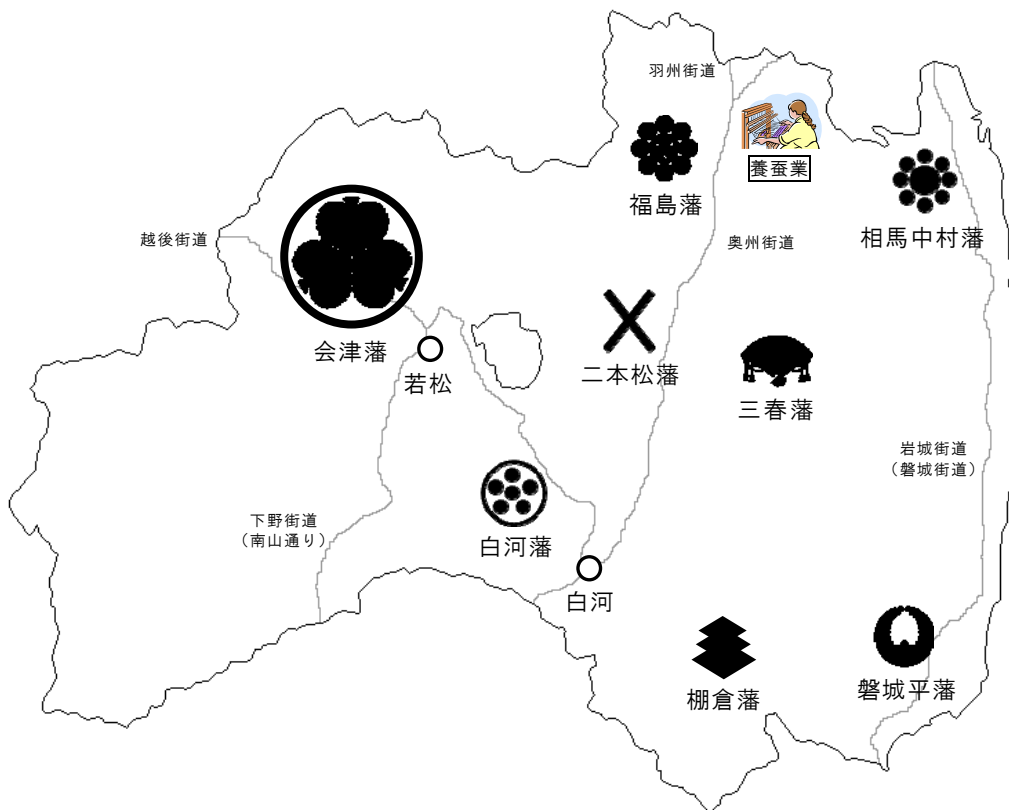 羽州街道
養蚕業
福島藩
相馬中村藩
越後街道
奥州街道
会津藩
若松
二本松藩
三春藩
岩城街道
（磐城街道）
下野街道
（南山通り）
白河藩
白河
棚倉藩
磐城平藩